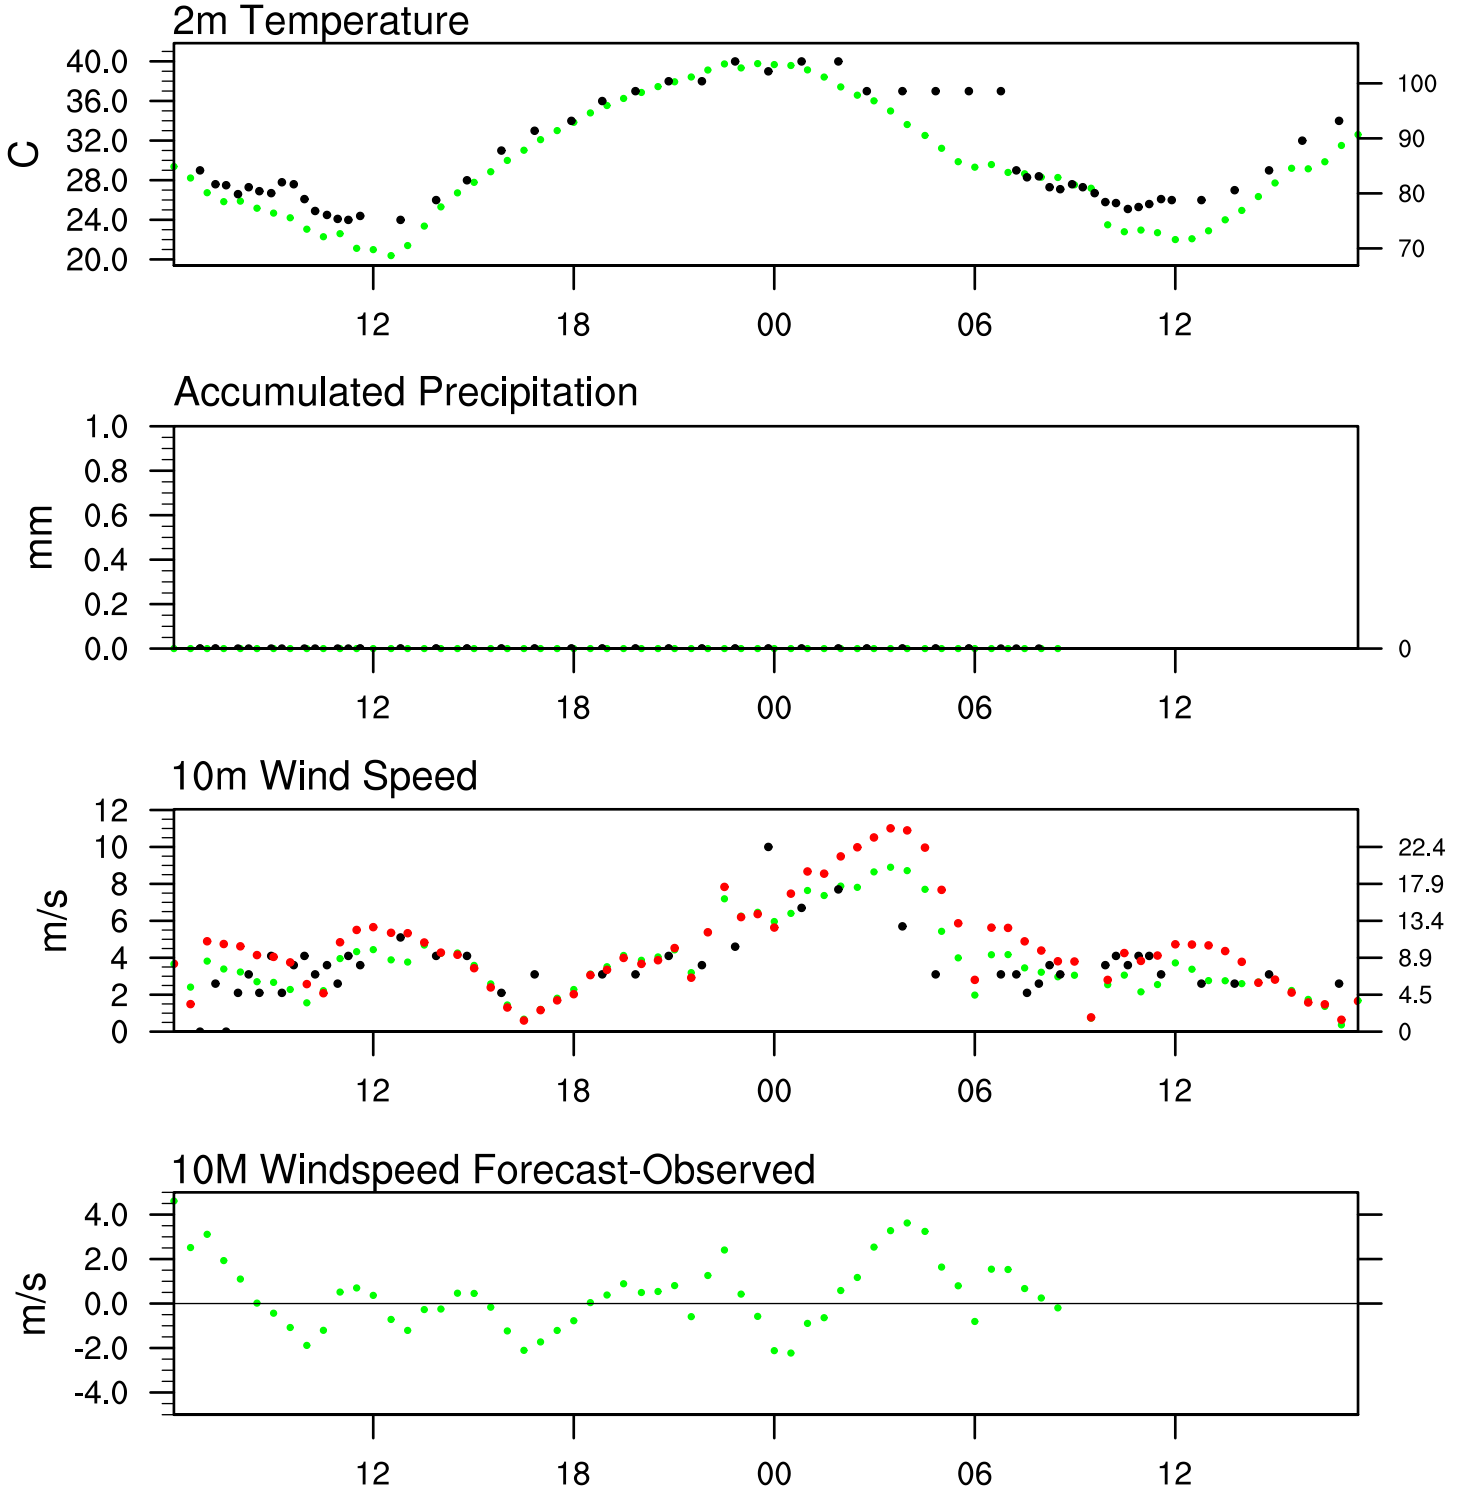 2m Temperature
40.0
36.0
32.0
28.0
24.0
20.0
C
100
90
80
70
12 18 00 06 12
Accumulated Precipitation
1.0
0.8
0.6
0.4
0.2
0.0
mm
0
12 18 00 06 12
10m Wind Speed
12
10
8
6
4
2
0
m/s
22.4
17.9
13.4
8.9
4.5
0
12 18 00 06 12
10M Windspeed Forecast-Observed
4.0
2.0
0.0
-2.0
-4.0
m/s
12 18 00 06 12